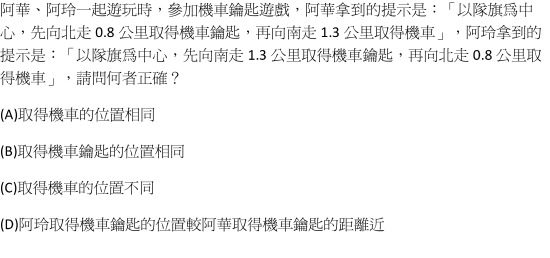 阿華、阿玲一起遊玩時，參加機車鑰匙遊戲，阿華拿到的提示是：「以隊旗為中
心，先向北走 0.8 公里取得機車鑰匙，再向南走 1.3 公里取得機車」，阿玲拿到的
提示是：「以隊旗為中心，先向南走 1.3 公里取得機車鑰匙，再向北走 0.8 公里取
得機車」，請問何者正確？
(A)取得機車的位置相同
(B)取得機車鑰匙的位置相同
(C)取得機車的位置不同
(D)阿玲取得機車鑰匙的位置較阿華取得機車鑰匙的距離近